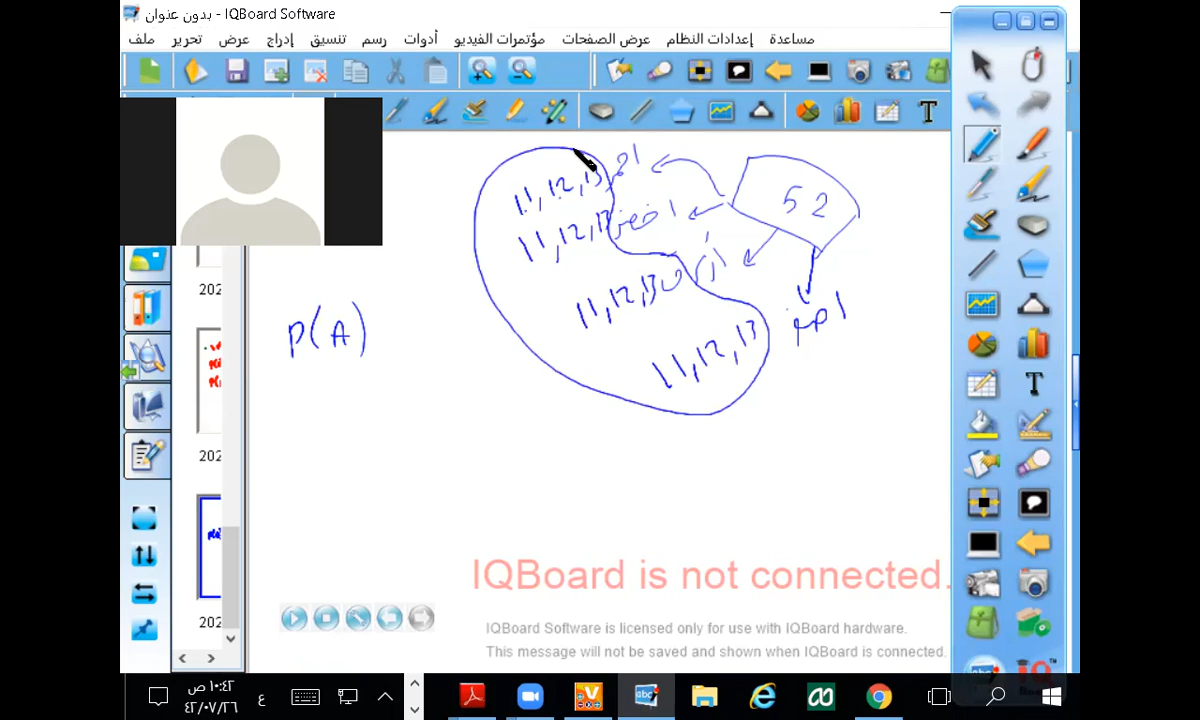 بدون عنوان - IQBoard Software
ملف تحرير عرض إدراج تنسيق رسم أدوات مؤتمرات الفيديو عرض الصفحات إعدادات النظام مساعدة
52
11, 12, 13 احمر
11, 12, 13 اخضر
11, 12, 13 ازرق
11, 12, 13
اصفر
P(A)
202
202
202
IQBoard is not connected.
IQBoard Software is licensed only for use with IQBoard hardware.
This message will not be saved and shown when IQBoard is connected.
١٠:٤٢ ص
٤٢/٠٧/٢٦
ع